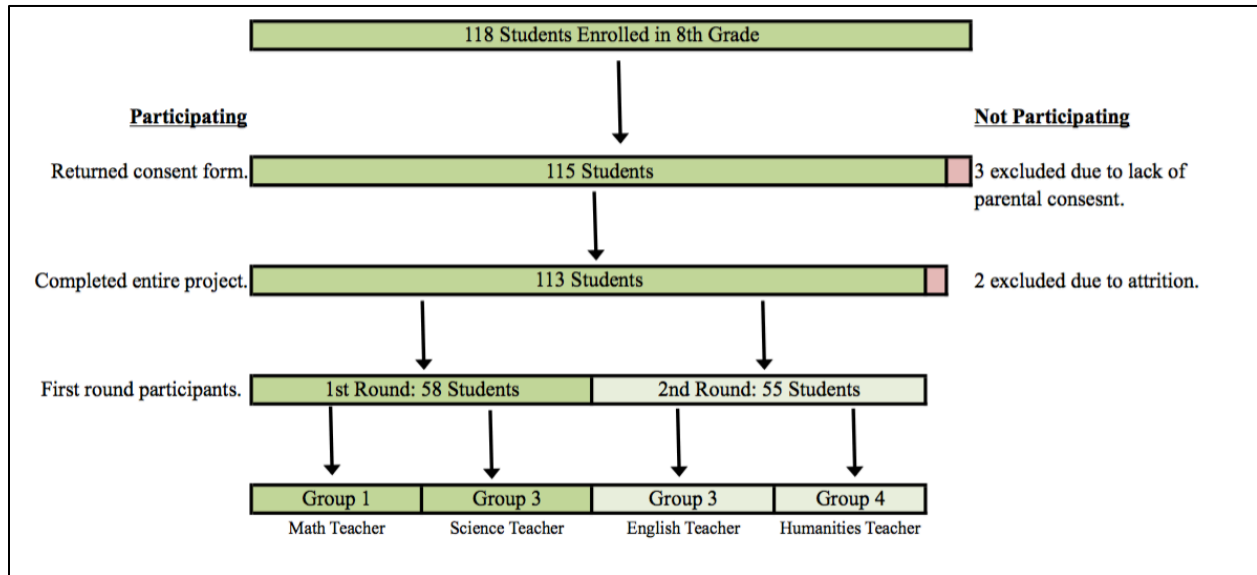 118 Students Enrolled in 8th Grade
Participating
Not Participating
Returned consent form.
115 Students
3 excluded due to lack of
parental consesnt.
Completed entire project.
113 Students
2 excluded due to attrition.
First round participants.
1st Round: 58 Students
2nd Round: 55 Students
Group 1
Group 3
Group 3
Group 4
Math Teacher
Science Teacher
English Teacher
Humanities Teacher